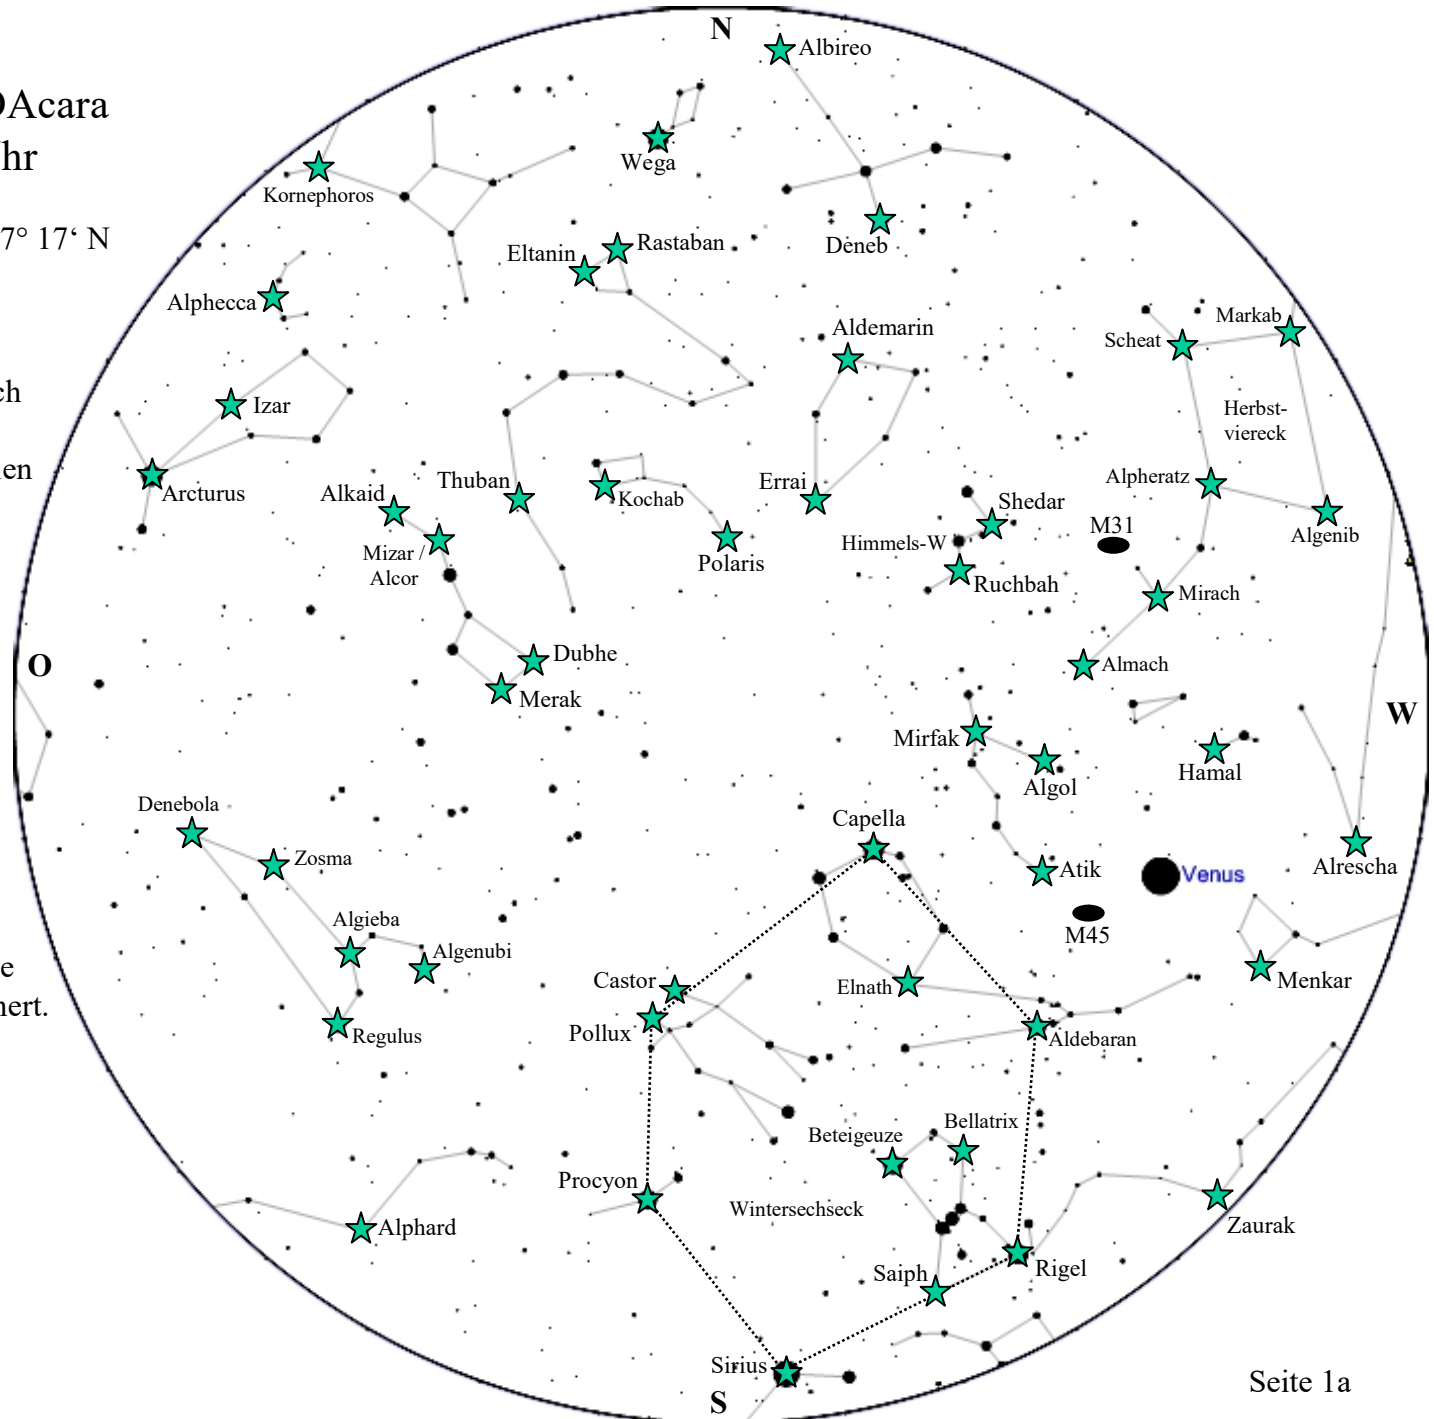 N
Albireo
Acara
hr
Wega
Kornephoros
7° 17‘ N
Deneb
Eltanin
Rastaban
Alphecca
Aldemarin
Markab
Scheat
ch
Izar
Herbst-
viereck
en
Arcturus
Alkaid
Thuban
Kochab
Errai
Alpheratz
Shedar
M31
Algenib
Mizar /
Alcor
Himmels-W
Polaris
Ruchbah
Mirach
O
Dubhe
Almach
Merak
W
Mirfak
Hamal
Algol
Denebola
Capella
Zosma
Atik
Venus
Alrescha
Algieba
M45
Algenubi
e
Castor
Elnath
Menkar
nert.
Pollux
Regulus
Aldebaran
Beteigeuze
Bellatrix
Procyon
Wintersechseck
Alphard
Zaurak
Saiph
Rigel
Sirius
S
Seite 1a